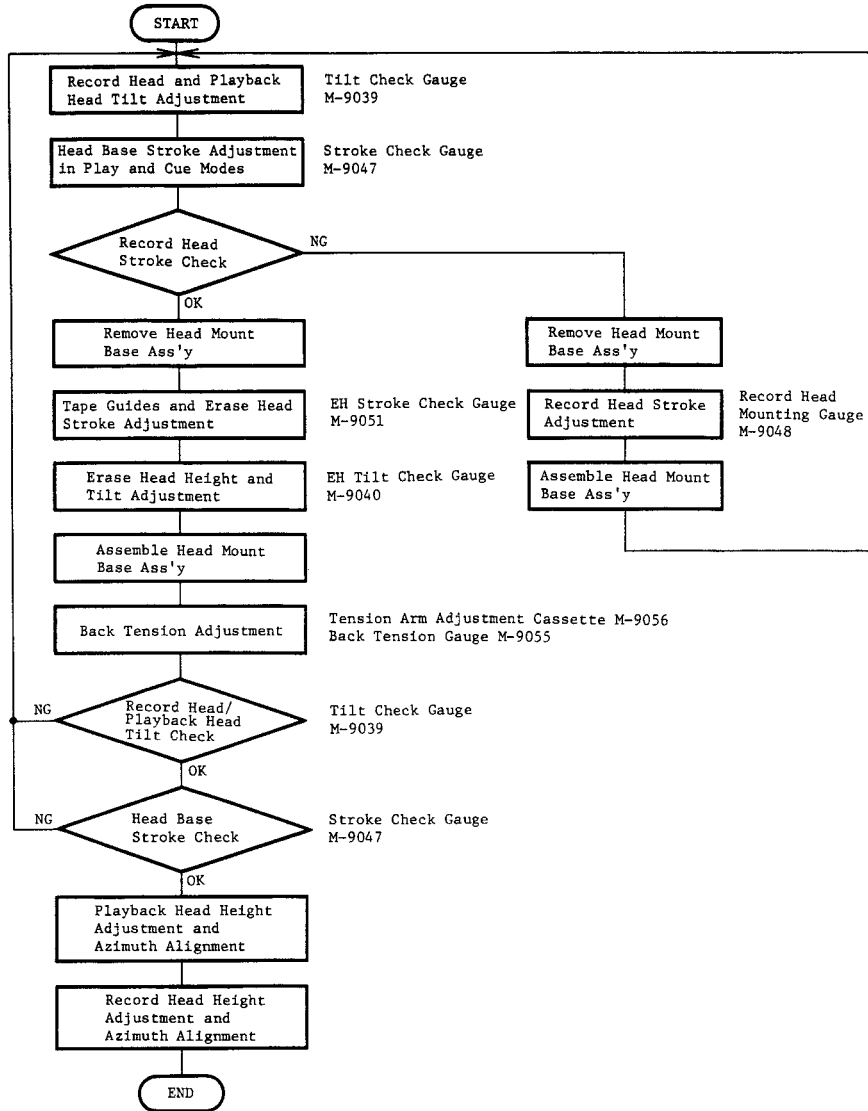 START
Record Head and Playback
Head Tilt Adjustment
Tilt Check Gauge
M-9039
Head Base Stroke Adjustment
in Play and Cue Modes
Stroke Check Gauge
M-9047
Record Head
Stroke Check
NG
OK
Remove Head Mount
Base Ass'y
Tape Guides and Erase Head
Stroke Adjustment
EH Stroke Check Gauge
M-9051
Erase Head Height and
Tilt Adjustment
EH Tilt Check Gauge
M-9040
Assemble Head Mount
Base Ass'y
Remove Head Mount
Base Ass'y
Record Head Stroke
Adjustment
Record Head
Mounting Gauge
M-9048
Assemble Head Mount
Base Ass'y
Back Tension Adjustment
Tension Arm Adjustment Cassette M-9056
Back Tension Gauge M-9055
NG
Record Head/
Playback Head
Tilt Check
Tilt Check Gauge
M-9039
OK
NG
Head Base
Stroke Check
Stroke Check Gauge
M-9047
OK
Playback Head Height
Adjustment and
Azimuth Alignment
Record Head Height
Adjustment and
Azimuth Alignment
END